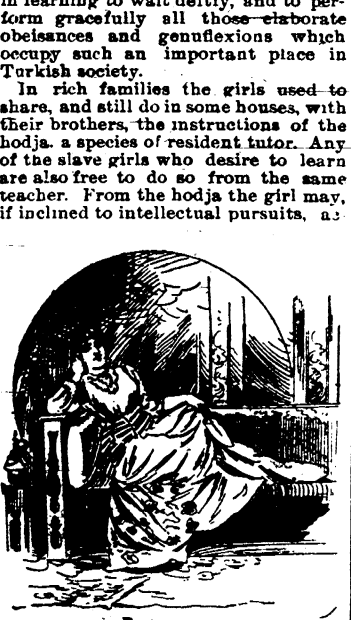 in learning to wait deftly, and to per-
form gracefully all those elaborate
obeisances and genuflexions which
occupy such an important place in
Turkish society.
In rich families the girls used to
share, and still do in some houses, with
their brothers, the instructions of the
hodja. a species of resident tutor. Any
of the slave girls who desire to learn
are also free to do so from the same
teacher. From the hodja the girl may,
if inclined to intellectual pursuits, ac-